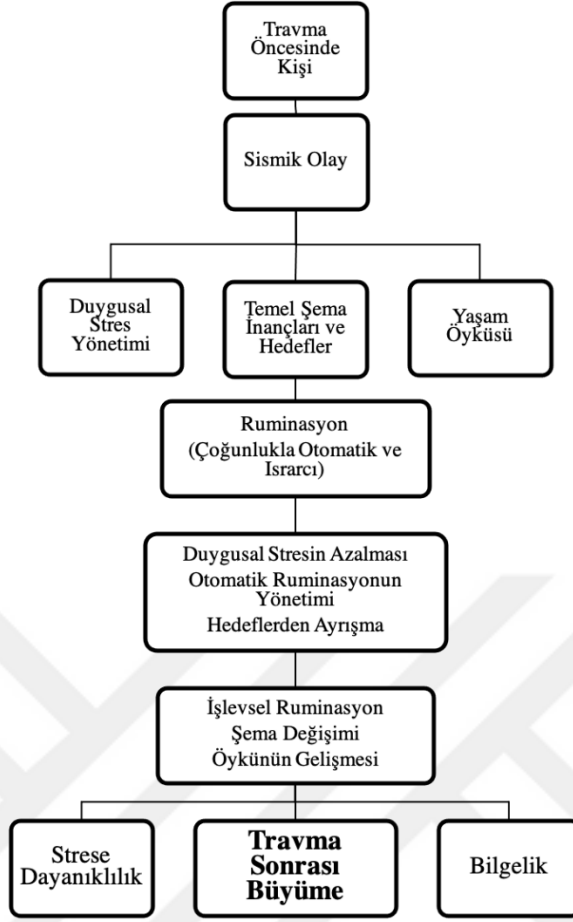 Travma
Öncesinde
Kişi
Sismik Olay
Duygusal
Stres
Yönetimi
Temel Şema
İnançları ve
Hedefler
Yaşam
Öyküsü
Ruminasyon
(Çoğunlukla Otomatik ve
Israrcı)
Duygusal Stresin Azalması
Otomatik Ruminasyonun
Yönetimi
Hedeflerden Ayrışma
İşlevsel Ruminasyon
Şema Değişimi
Öykünün Gelişmesi
Strese
Dayanıklılık
Travma
Sonrası
Büyüme
Bilgelik